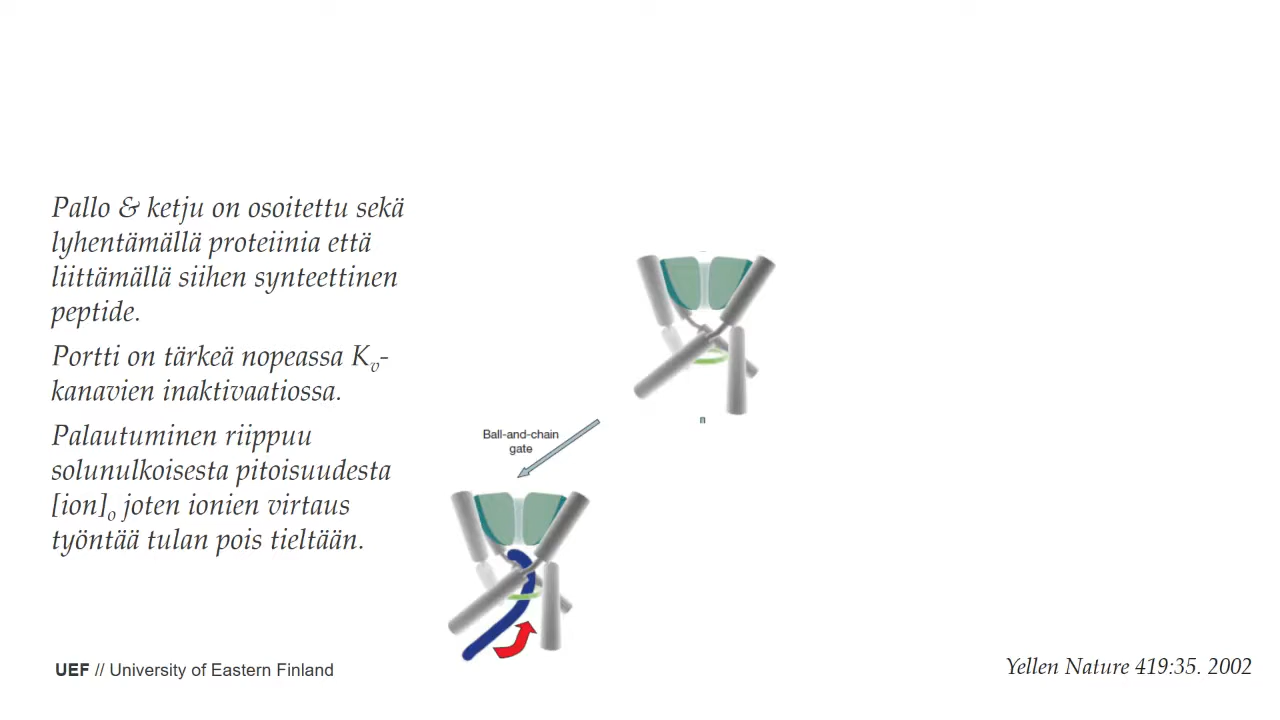 Pallo & ketju on osoitettu sekä
lyhentämällä proteiinia että
liittämällä siihen synteettinen
peptide.
Portti on tärkeä nopeassa Kv-
kanavien inaktivaatiossa.
Palautuminen riippuu
solunulkoisesta pitoisuudesta
[ion]o joten ionien virtaus
työntää tulan pois tieltään.
Ball-and-chain
gate
UEF // University of Eastern Finland
Yellen Nature 419:35. 2002